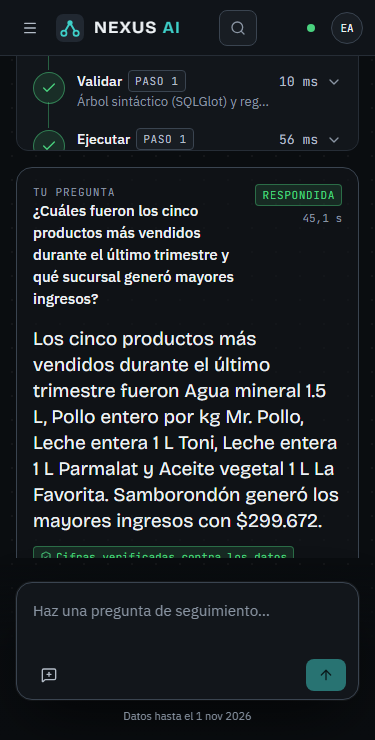 NEXUS AI
EA
Validar PASO 1 10 ms
Árbol sintáctico (SQLGlot) y reg...
Ejecutar PASO 1 56 ms
TU PREGUNTA
RESPONDIDA
45,1 s
¿Cuáles fueron los cinco
productos más vendidos
durante el último trimestre y
qué sucursal generó mayores
ingresos?
Los cinco productos más
vendidos durante el último
trimestre fueron Agua mineral 1.5
L, Pollo entero por kg Mr. Pollo,
Leche entera 1 L Toni, Leche entera
1 L Parmalat y Aceite vegetal 1 L La
Favorita. Samborondón generó los
mayores ingresos con $299.672.
Cifras verificadas contra los datos
Haz una pregunta de seguimiento...
Datos hasta el 1 nov 2026